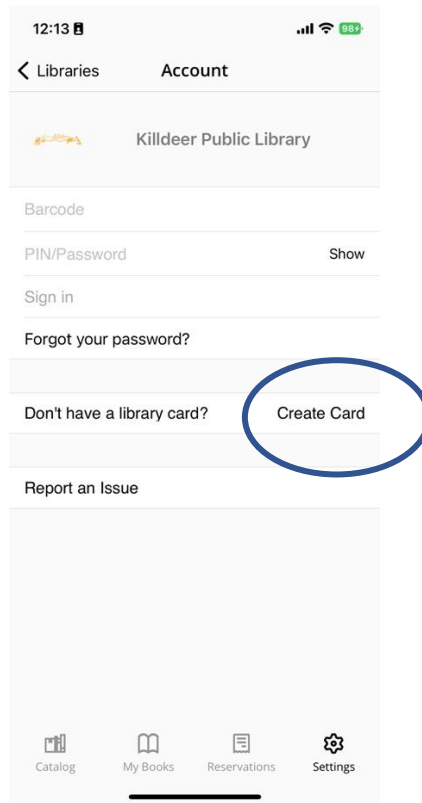 12:13 98
Libraries Account
Killdeer Public Library
Barcode
PIN/Password Show
Sign in
Forgot your password?
Don't have a library card? Create Card
Report an Issue
Catalog My Books Reservations Settings